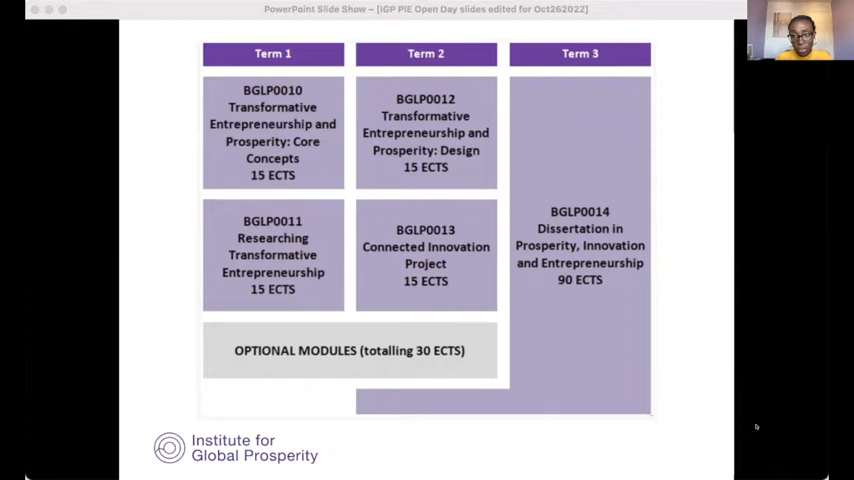 PowerPoint Slide Show – [IGP PIE Open Day slides edited for Oct262022]
Term 1
Term 2
Term 3
BGLP0010
Transformative
Entrepreneurship and
Prosperity: Core
Concepts
15 ECTS
BGLP0012
Transformative
Entrepreneurship and
Prosperity: Design
15 ECTS
BGLP0011
Researching
Transformative
Entrepreneurship
15 ECTS
BGLP0013
Connected Innovation
Project
15 ECTS
BGLP0014
Dissertation in
Prosperity, Innovation
and Entrepreneurship
90 ECTS
OPTIONAL MODULES (totalling 30 ECTS)
Institute for
Global Prosperity